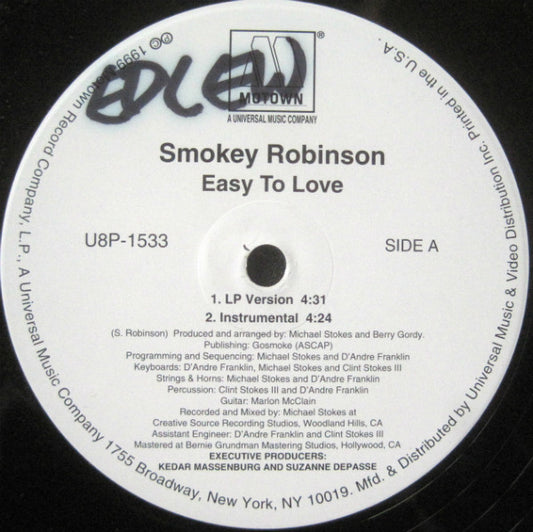 EDLEW
M®
MOTOWN
A UNIVERSAL MUSIC COMPANY
Smokey Robinson
Easy To Love
U8P-1533
SIDE A
1. LP Version 4:31
2. Instrumental 4:24
(S. Robinson) Produced and arranged by: Michael Stokes and Berry Gordy.
Publishing: Gosmoke (ASCAP)
Programming and Sequencing: Michael Stokes and D'Andre Franklin
Keyboards: D'Andre Franklin, Michael Stokes and Clint Stokes III
Strings & Horns: Michael Stokes and D'Andre Franklin
Percussion: Clint Stokes III and D'Andre Franklin
Guitar: Marlon McClain
Recorded and Mixed by: Michael Stokes at
Creative Source Recording Studios, Woodland Hills, CA
Assistant Engineer: D'Andre Franklin and Clint Stokes III
Mastered at Bernie Grundman Mastering Studios, Hollywood, CA
EXECUTIVE PRODUCERS:
KEDAR MASSENBURG AND SUZANNE DEPASSE
℗© 1999 Motown Record Company, L.P., A Universal Music Company 1755 Broadway, New York, NY 10019. Mfd. & Distributed by Universal Music & Video Distribution Inc. Printed in the U.S.A.